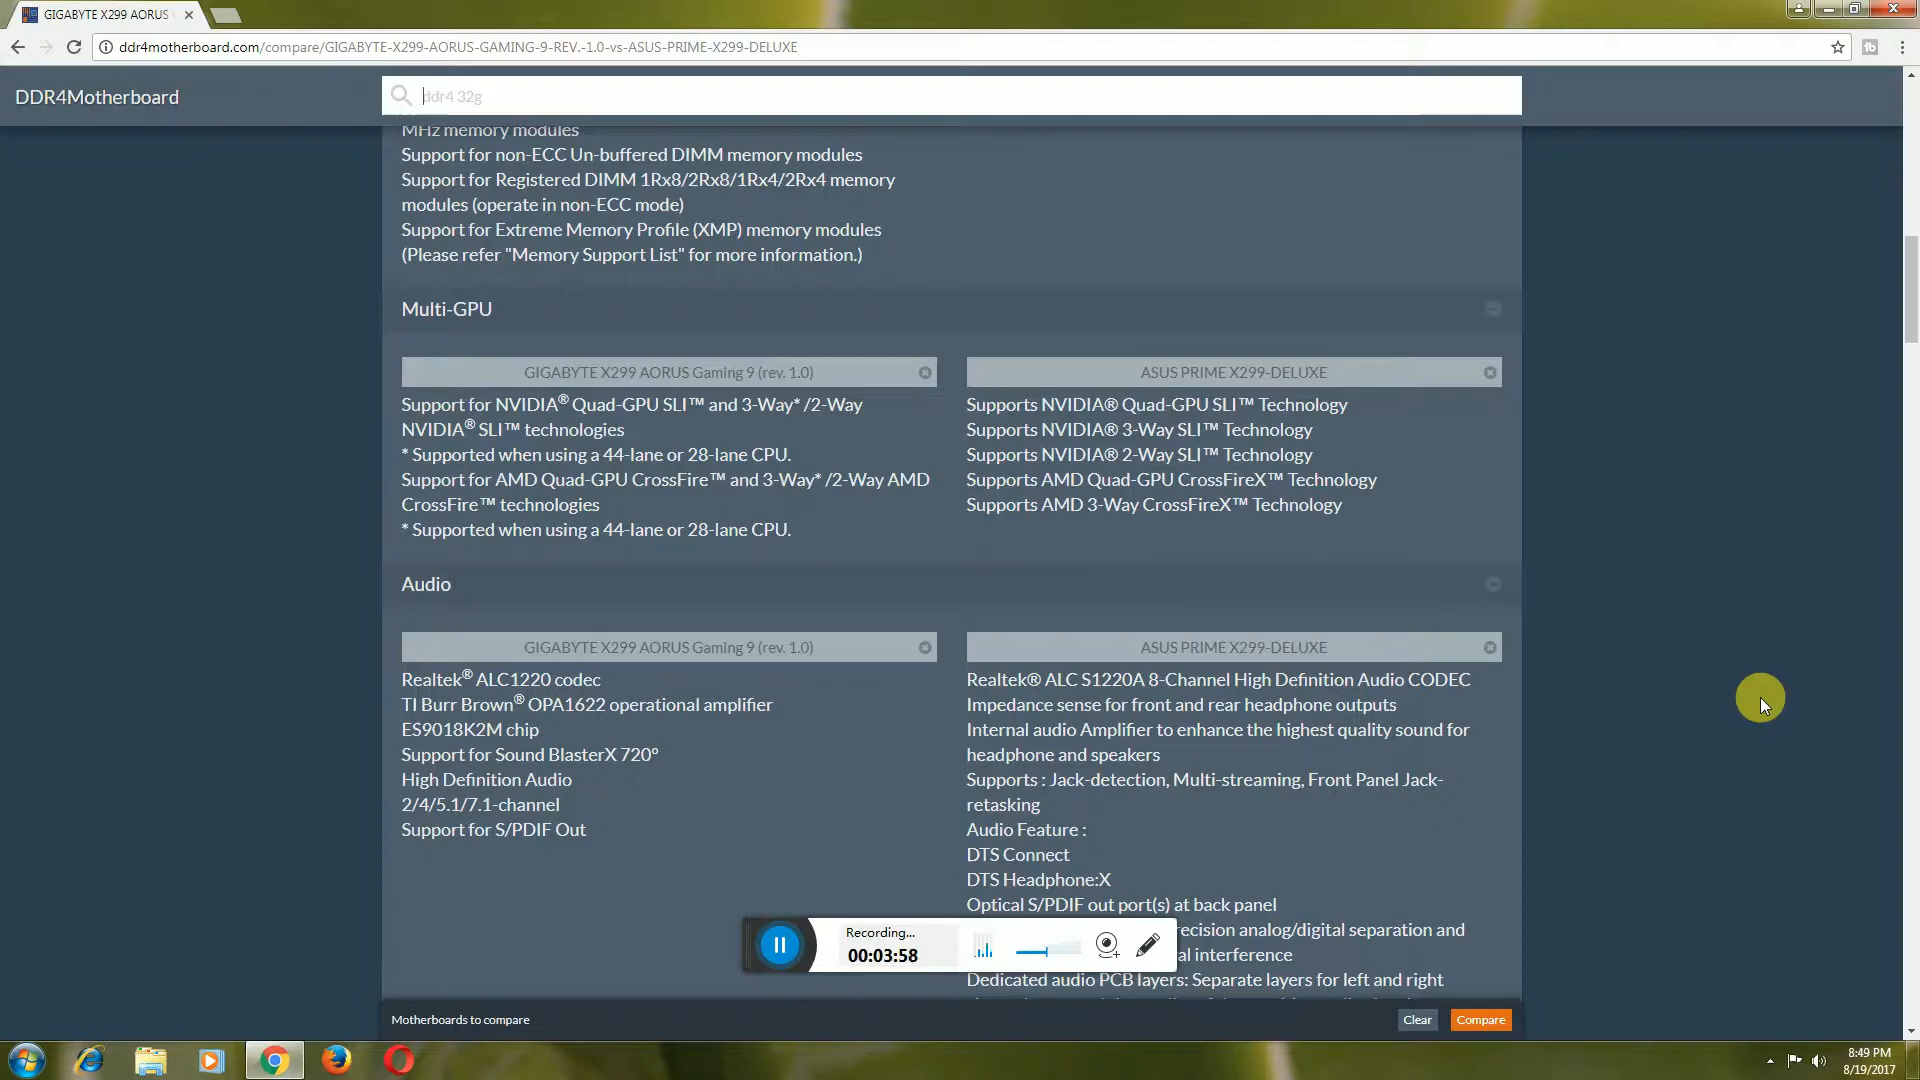 GIGABYTE X299 AORUS
ddr4motherboard.com/compare/GIGABYTE-X299-AORUS-GAMING-9-REV.-1.0-vs-ASUS-PRIME-X299-DELUXE
DDR4Motherboard
ddr4 32g
MHz memory modules
Support for non-ECC Un-buffered DIMM memory modules
Support for Registered DIMM 1Rx8/2Rx8/1Rx4/2Rx4 memory
modules (operate in non-ECC mode)
Support for Extreme Memory Profile (XMP) memory modules
(Please refer "Memory Support List" for more information.)
Multi-GPU
GIGABYTE X299 AORUS Gaming 9 (rev. 1.0)
Support for NVIDIA® Quad-GPU SLI™ and 3-Way* /2-Way
NVIDIA® SLI™ technologies
* Supported when using a 44-lane or 28-lane CPU.
Support for AMD Quad-GPU CrossFire™ and 3-Way* /2-Way AMD
CrossFire™ technologies
* Supported when using a 44-lane or 28-lane CPU.
ASUS PRIME X299-DELUXE
Supports NVIDIA® Quad-GPU SLI™ Technology
Supports NVIDIA® 3-Way SLI™ Technology
Supports NVIDIA® 2-Way SLI™ Technology
Supports AMD Quad-GPU CrossFireX™ Technology
Supports AMD 3-Way CrossFireX™ Technology
Audio
GIGABYTE X299 AORUS Gaming 9 (rev. 1.0)
Realtek® ALC1220 codec
TI Burr Brown® OPA1622 operational amplifier
ES9018K2M chip
Support for Sound BlasterX 720°
High Definition Audio
2/4/5.1/7.1-channel
Support for S/PDIF Out
ASUS PRIME X299-DELUXE
Realtek® ALC S1220A 8-Channel High Definition Audio CODEC
Impedance sense for front and rear headphone outputs
Internal audio Amplifier to enhance the highest quality sound for
headphone and speakers
Supports : Jack-detection, Multi-streaming, Front Panel Jack-
retasking
Audio Feature :
DTS Connect
DTS Headphone:X
Optical S/PDIF out port(s) at back panel
recision analog/digital separation and
al interference
Dedicated audio PCB layers: Separate layers for left and right
Recording...
00:03:58
Motherboards to compare
Clear
Compare
8:49 PM
8/19/2017